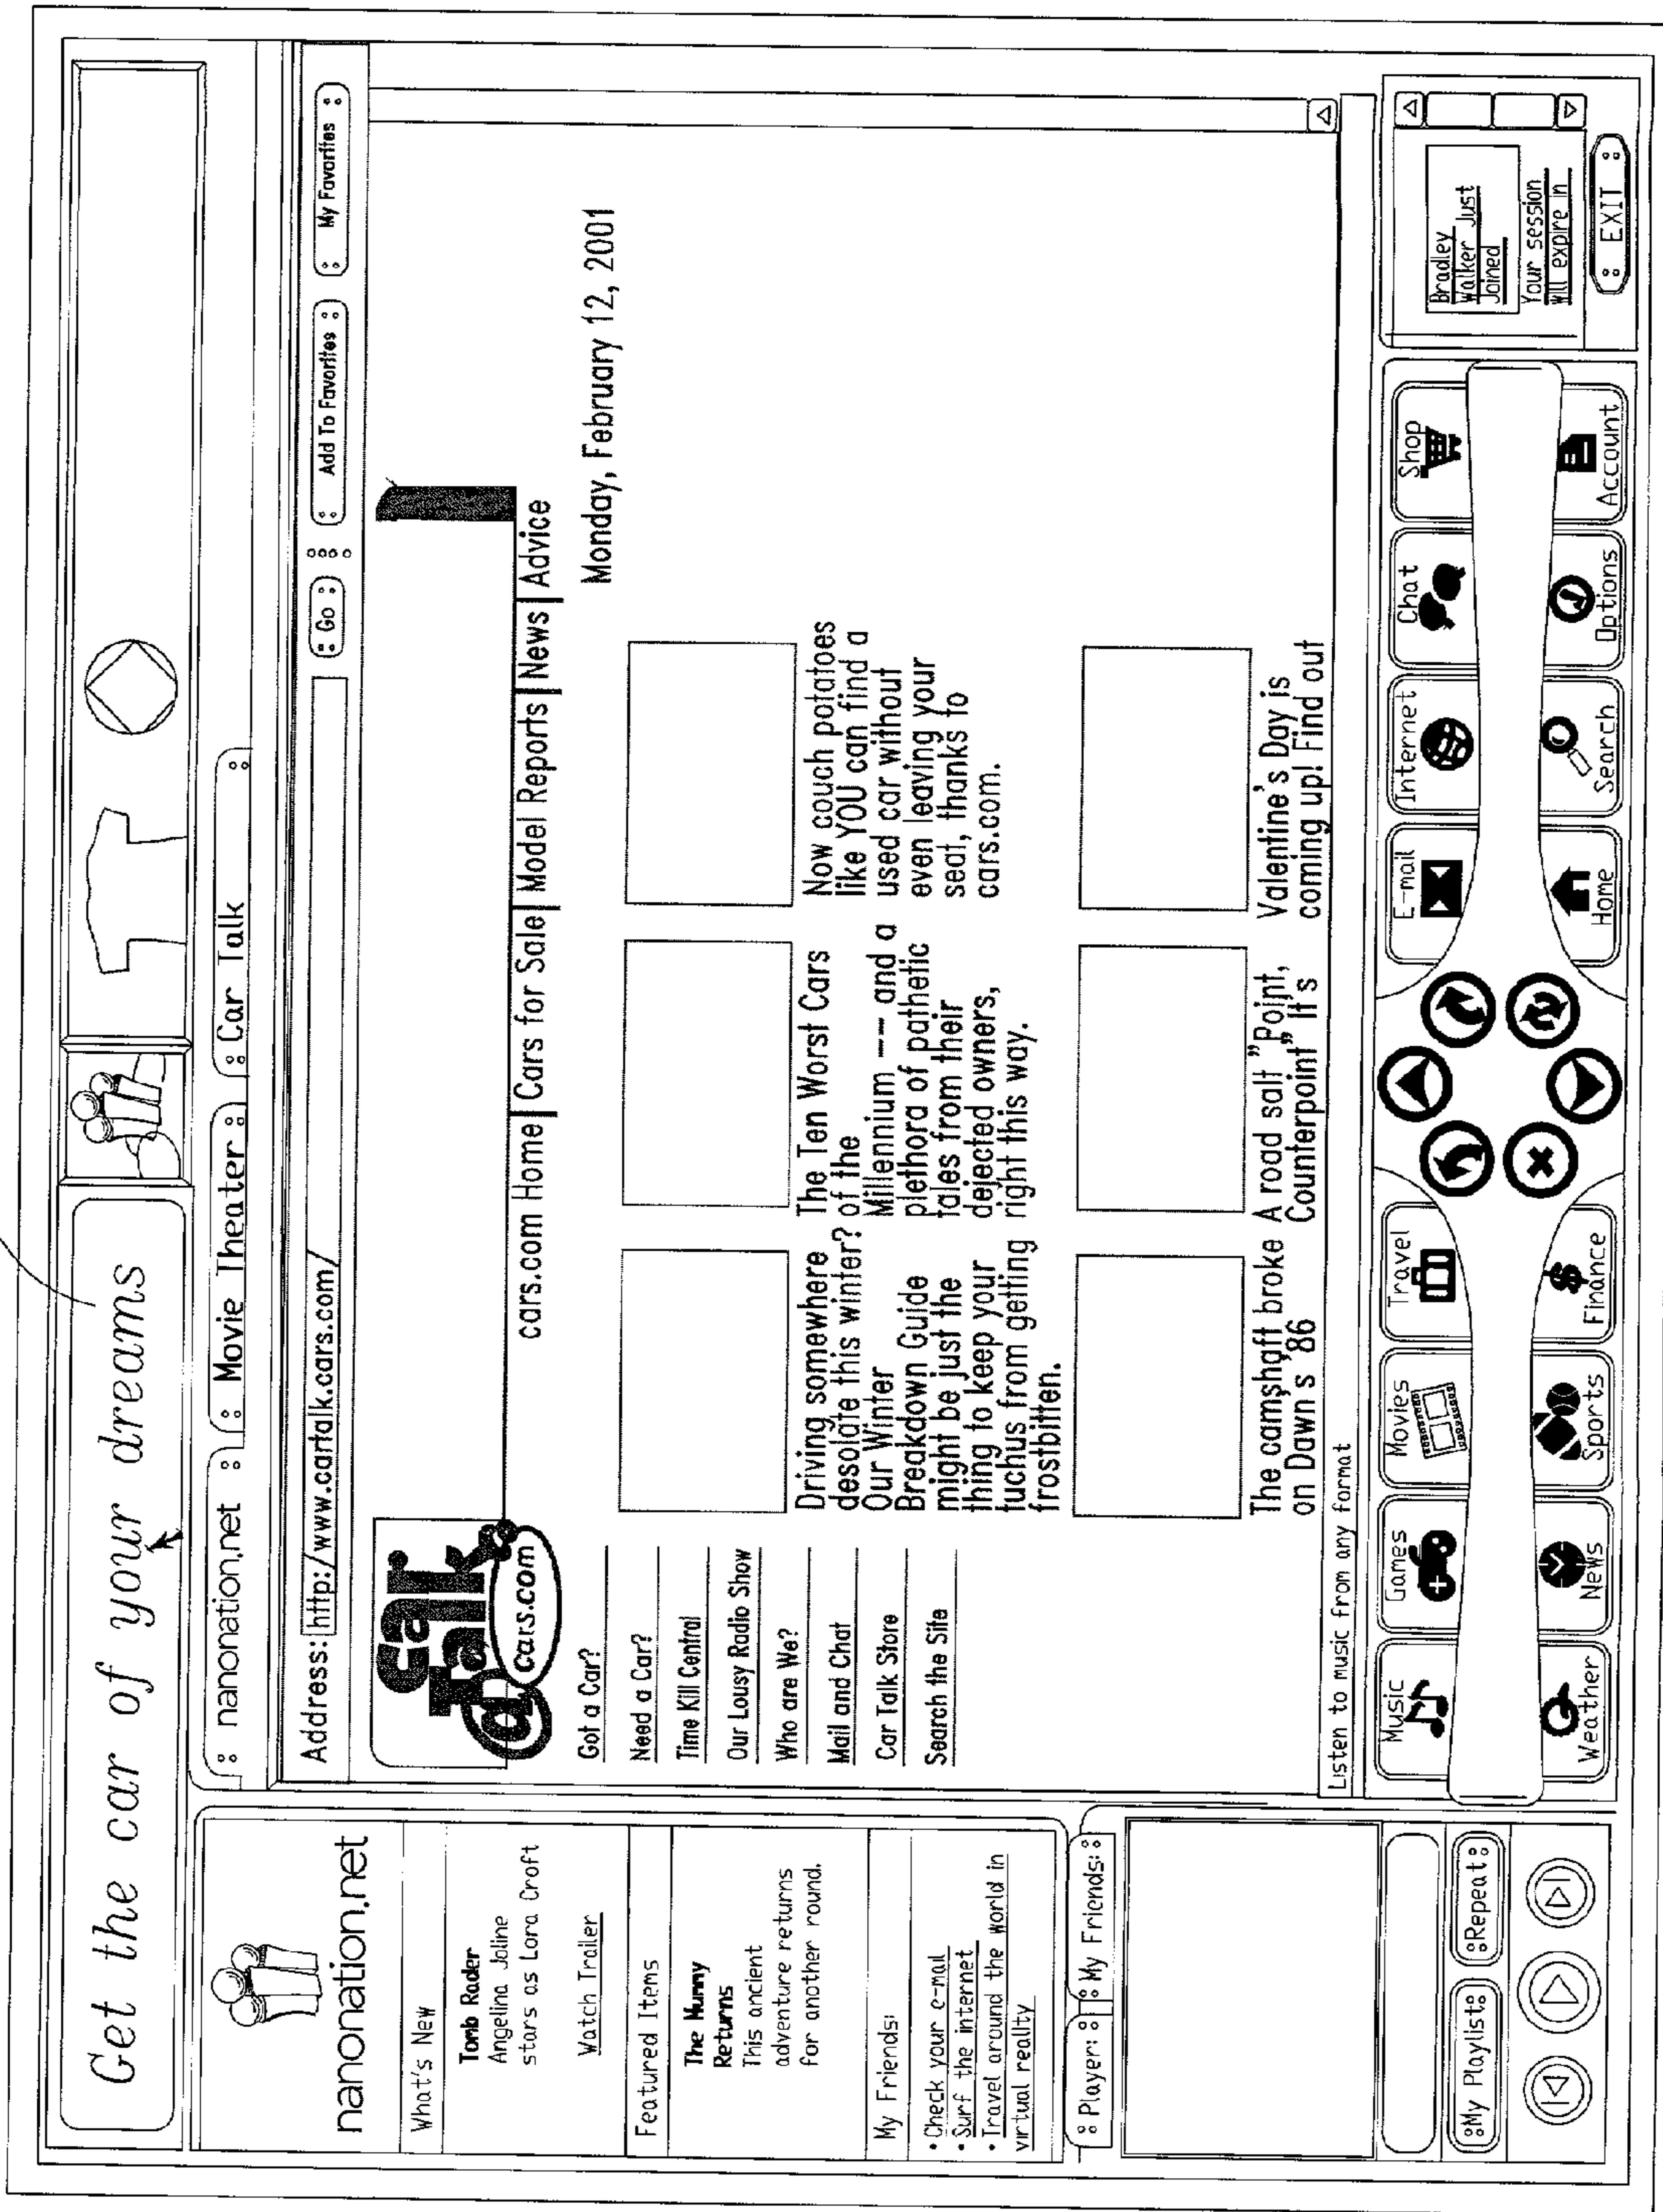 Get the car of your dreams
nanonation.net
Movie Theater
Car Talk
Address: http:/www.cartalk.cars.com/
Go
Add To Favorites
My Favorites
nanonation.net
What's New
Tomb Rader
Angelina Joline
stars as Lora Croft
Watch Trailer
Featured Items
The Mummy
Returns
This ancient
adventure returns
for another round.
My Friends:
• Check your e-mail
• Surf the internet
• Travel around the world in
virtual reality
Player:
My Friends:
My Playlist
Repeat
Car
Talk
@
cars.com
Got a Car?
Need a Car?
Time Kill Central
Our Lousy Radio Show
Who are We?
Mail and Chat
Car Talk Store
Search the Site
cars.com Home | Cars for Sale | Model Reports | News | Advice
Monday, February 12, 2001
Driving somewhere
desolate this winter?
Our Winter
Breakdown Guide
might be just the
thing to keep your
tuchus from getting
frostbitten.
The Ten Worst Cars
of the
Millennium -- and a
plethora of pathetic
tales from their
dejected owners,
right this way.
Now couch potatoes
like YOU can find a
used car without
even leaving your
seat, thanks to
cars.com.
The camshaft broke
on Dawn's '86
A road salt "Point,
Counterpoint" It's
Valentine's Day is
coming up! Find out
Listen to music from any format
Music
Games
Movies
Travel
E-mail
Internet
Chat
Shop
Weather
News
Sports
Finance
Home
Search
Options
Account
Bradley
Walker Just
Joined
Your session
will expire in
EXIT